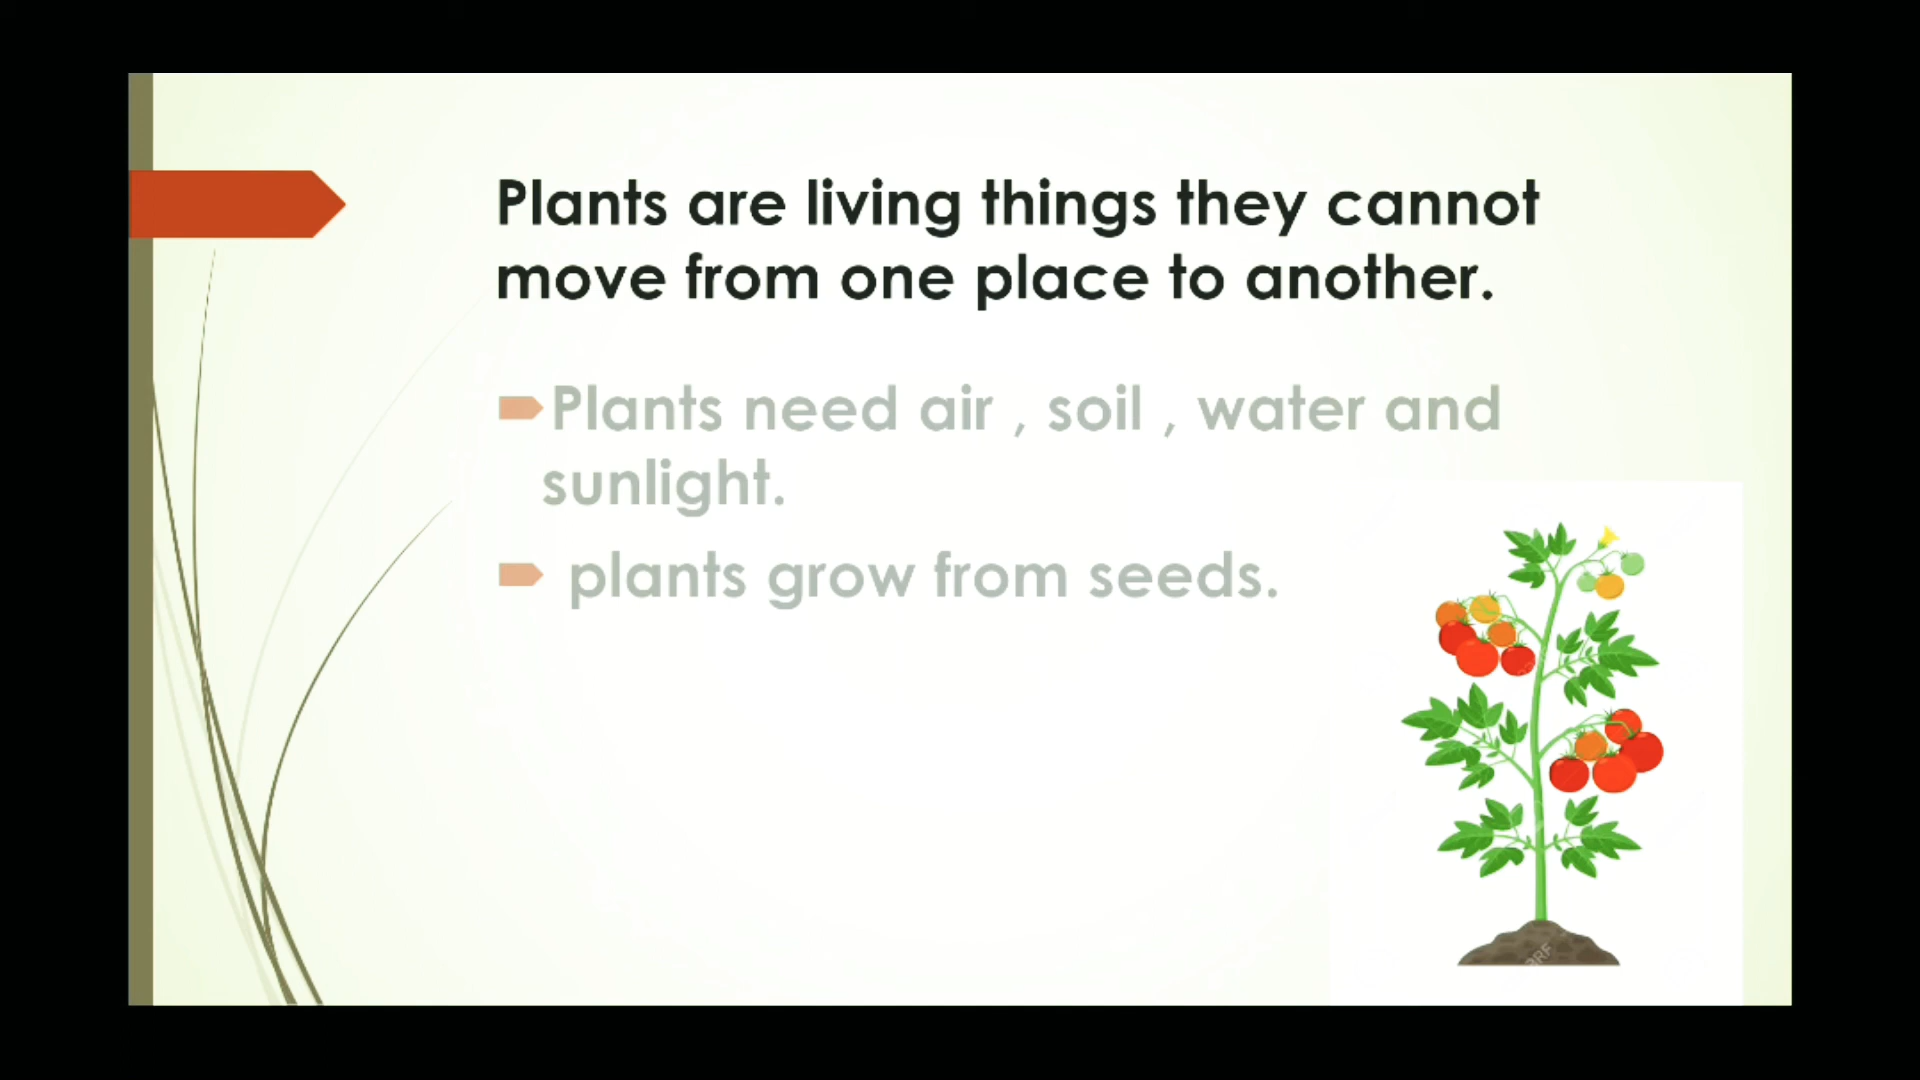 Plants are living things they cannot
move from one place to another.
Plants need air , soil , water and
sunlight.
plants grow from seeds.